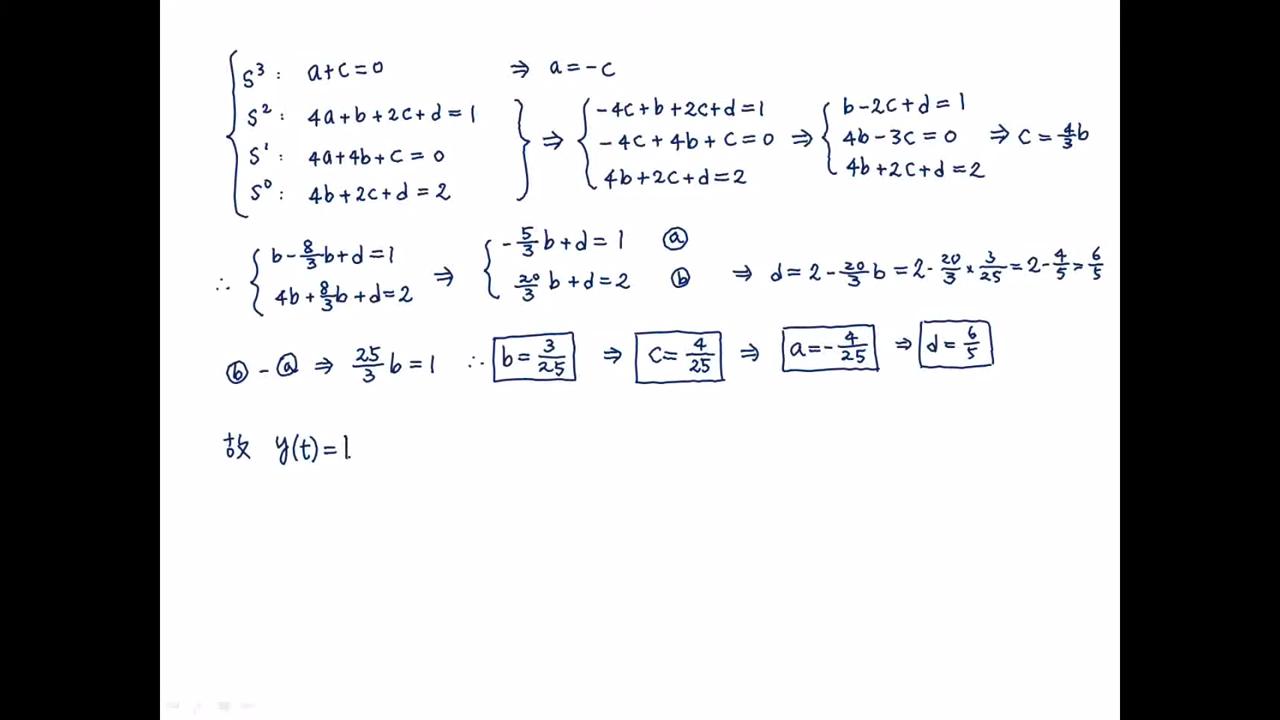 S³ : a+c=0 ⇒ a=-c
S² : 4a+b+2c+d=1 ⇒ -4c+b+2c+d=1 ⇒ b-2c+d=1
S¹ : 4a+4b+c=0 -4c+4b+c=0 4b-3c=0 ⇒ c=4/3 b
S⁰ : 4b+2c+d=2 4b+2c+d=2 4b+2c+d=2
∴ b-8/3 b+d=1 ⇒ -5/3 b+d=1 ⓐ
4b+8/3 b+d=2 20/3 b+d=2 ⓑ ⇒ d=2-20/3 b=2-20/3×3/25=2-4/5=6/5
ⓑ-ⓐ ⇒ 25/3 b=1 ∴ b=3/25 ⇒ c=4/25 ⇒ a=-4/25 ⇒ d=6/5
故 y(t)=1